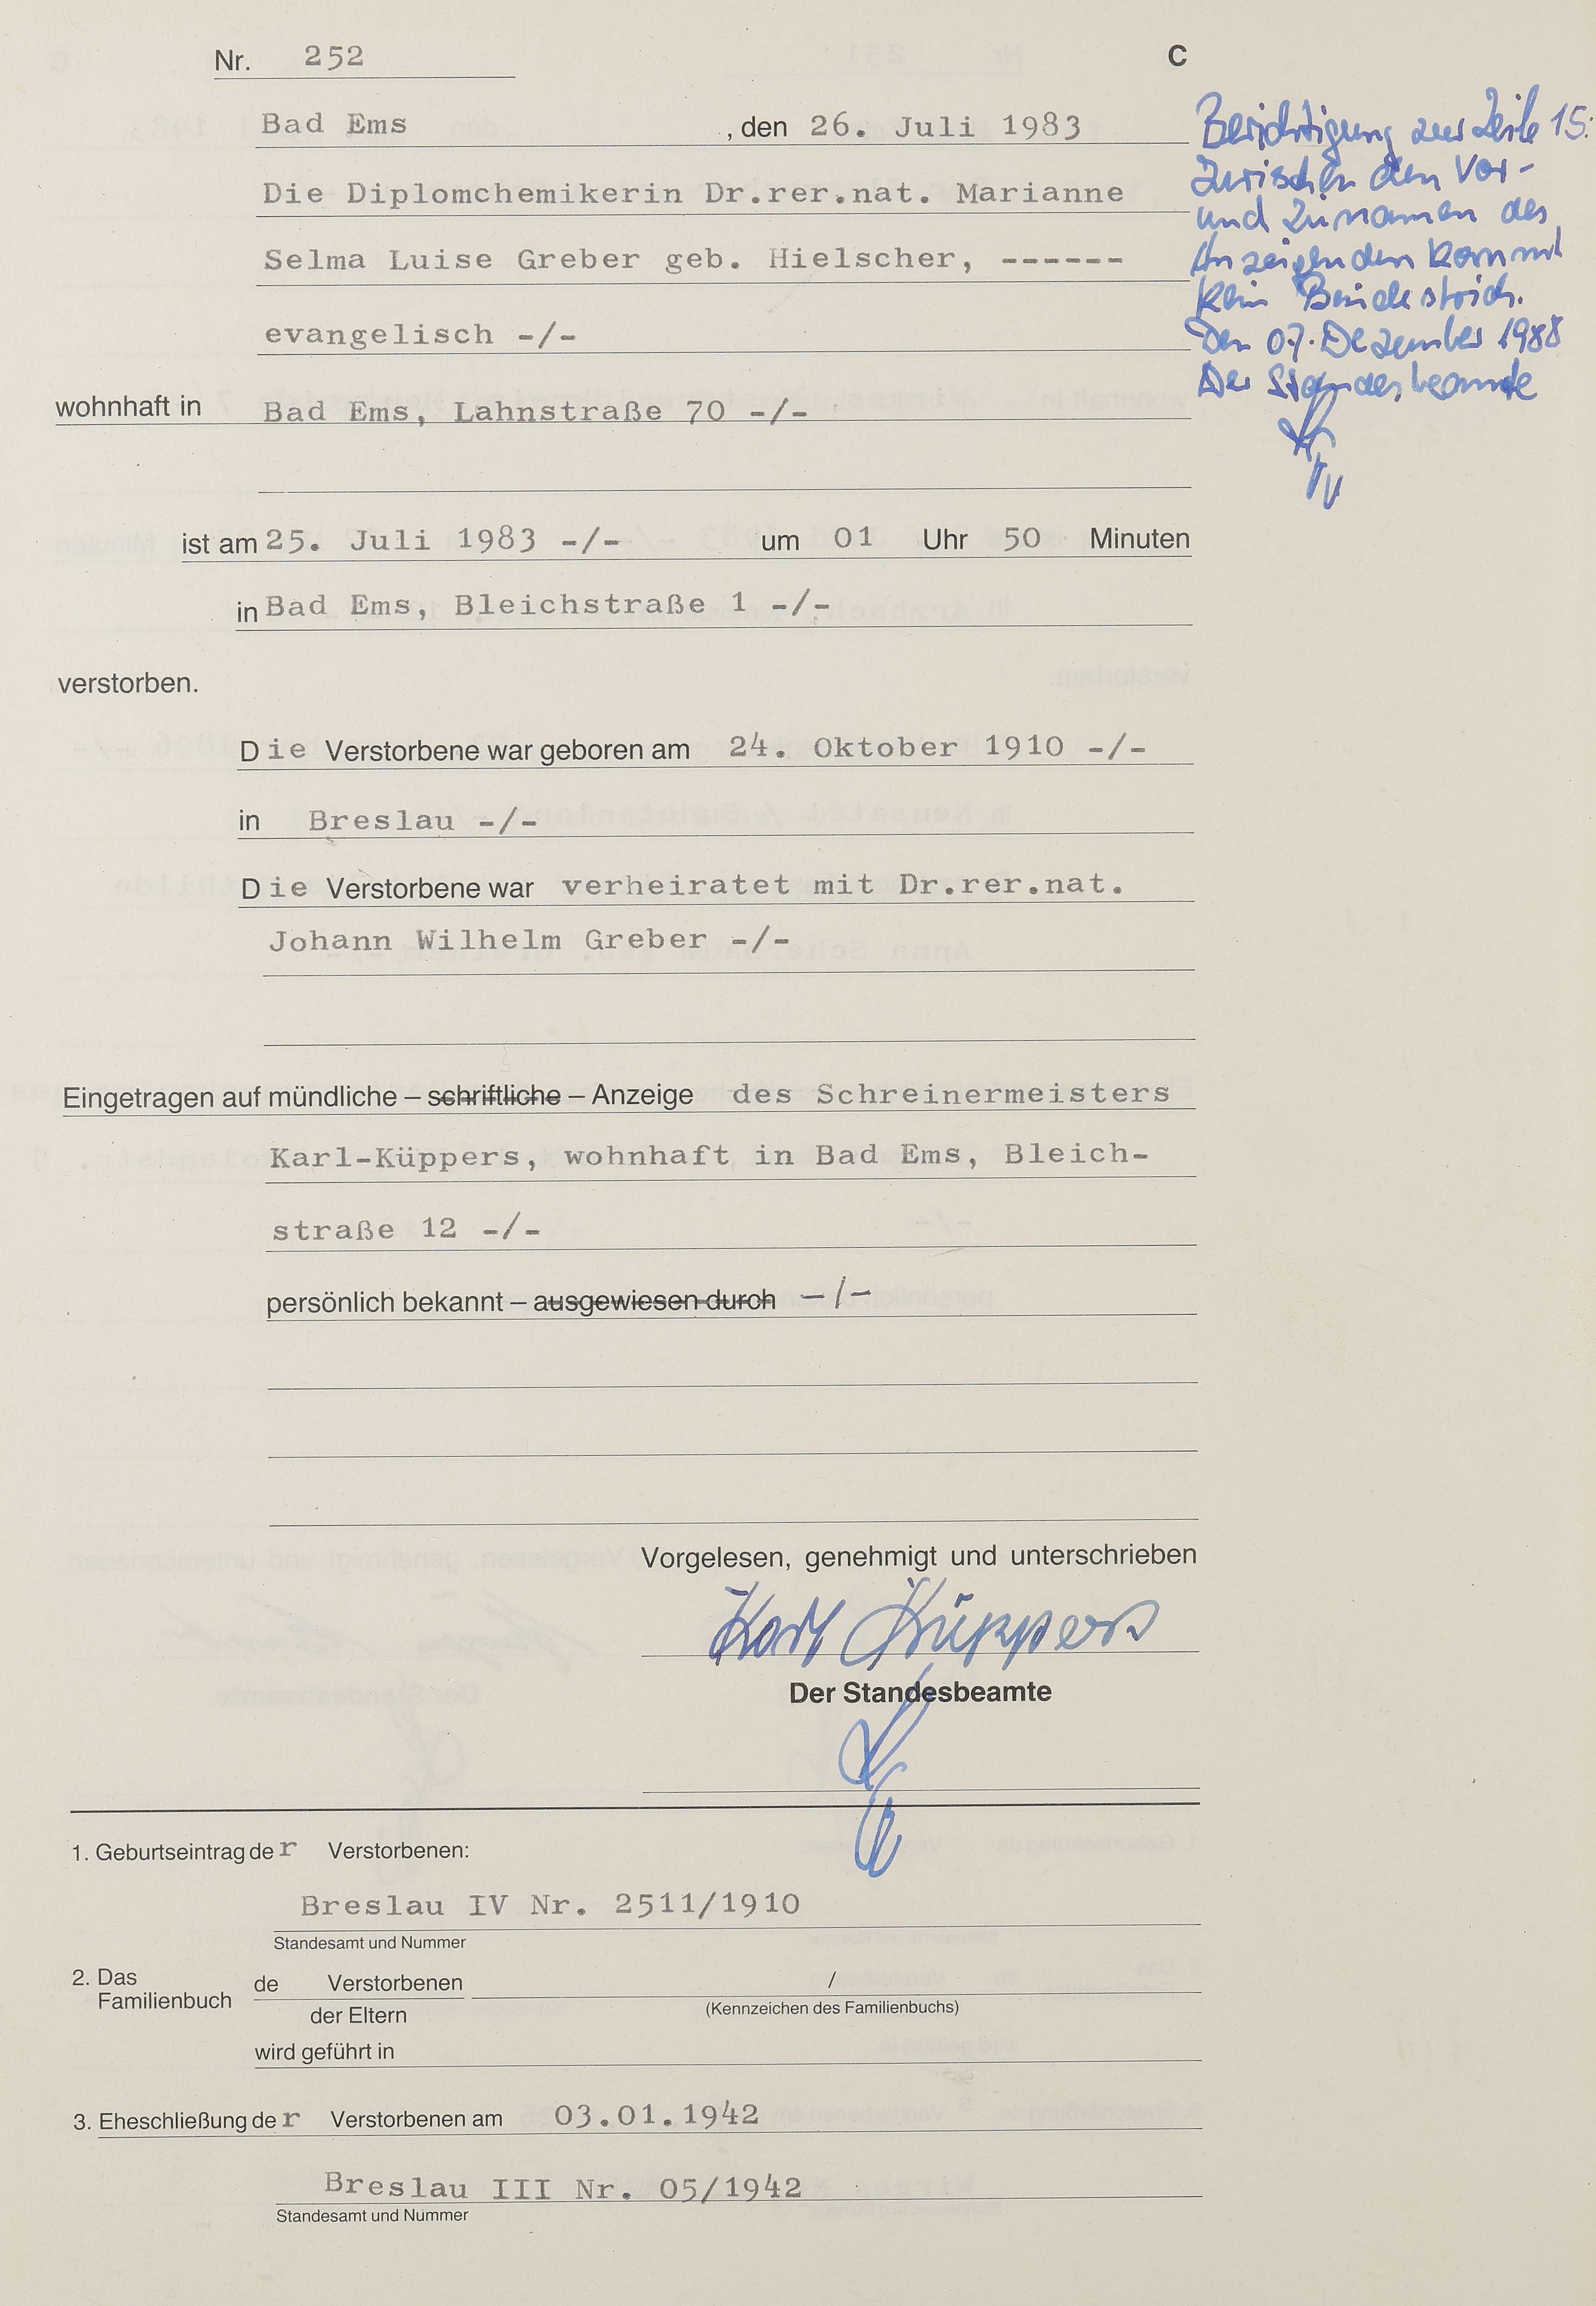 Nr. 252
C
Bad Ems , den 26. Juli 1983
Die Diplomchemikerin Dr.rer.nat. Marianne
Selma Luise Greber geb. Hielscher, ------
evangelisch -/-
wohnhaft in Bad Ems, Lahnstraße 70 -/-
ist am 25. Juli 1983 -/- um 01 Uhr 50 Minuten
in Bad Ems, Bleichstraße 1 -/-
verstorben.
Die Verstorbene war geboren am 24. Oktober 1910 -/-
in Breslau -/-
Die Verstorbene war verheiratet mit Dr.rer.nat.
Johann Wilhelm Greber -/-
Eingetragen auf mündliche – schriftliche – Anzeige des Schreinermeisters
Karl-Küppers, wohnhaft in Bad Ems, Bleich-
straße 12 -/-
persönlich bekannt – ausgewiesen durch -/-
Vorgelesen, genehmigt und unterschrieben
Karl Küppers
Der Standesbeamte
1. Geburtseintrag der Verstorbenen:
Breslau IV Nr. 2511/1910
Standesamt und Nummer
2. Das Familienbuch de Verstorbenen /
der Eltern (Kennzeichen des Familienbuchs)
wird geführt in
3. Eheschließung der Verstorbenen am 03.01.1942
Breslau III Nr. 05/1942
Standesamt und Nummer
Berichtigung zur Zeile 15:
Zwischen den Vor-
und Zunamen des
Anzeigenden kommt
kein Bindestrich.
Den 07. Dezember 1988
Der Standesbeamte